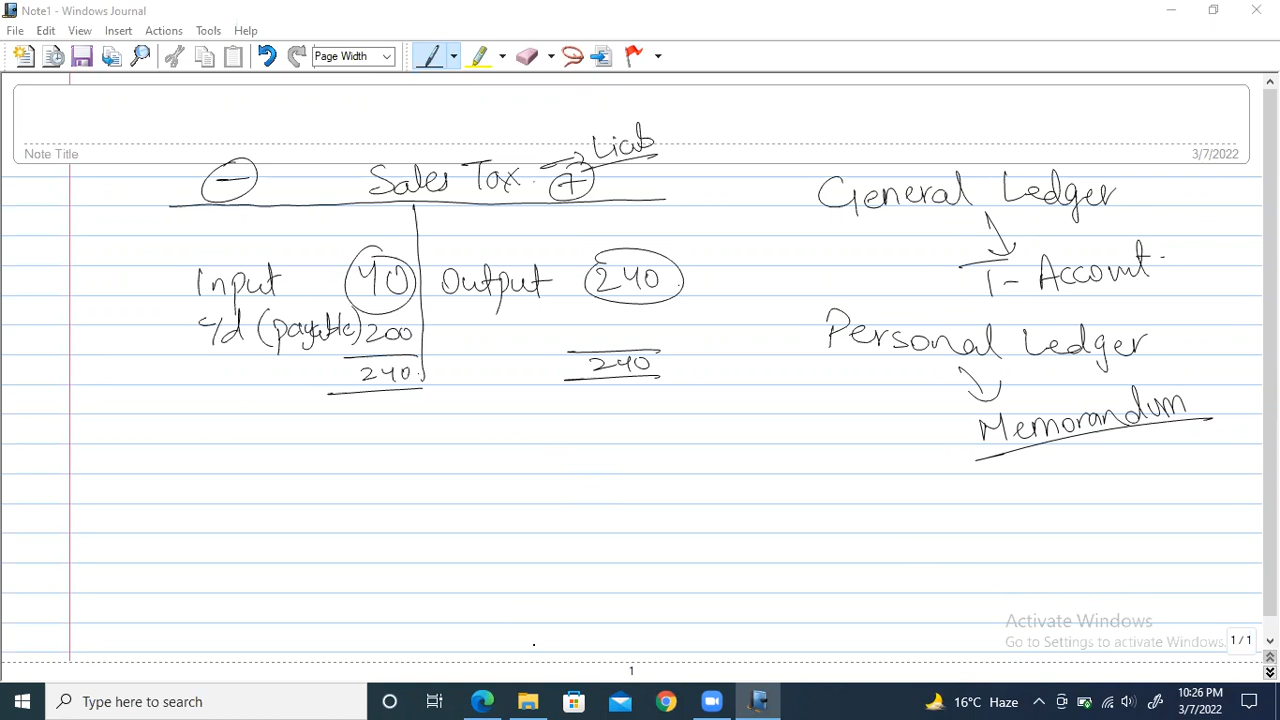 Note1 - Windows Journal
File Edit View Insert Actions Tools Help
Page Width
Note Title
3/7/2022
Liab
− Sales Tax. +
Input 40 Output 240
c/d (payable) 200
240 240
General Ledger
T - Account
Personal Ledger
Memorandum
Activate Windows
Go to Settings to activate Windows.
1 / 1
1
Type here to search
16°C Haze
10:26 PM
3/7/2022